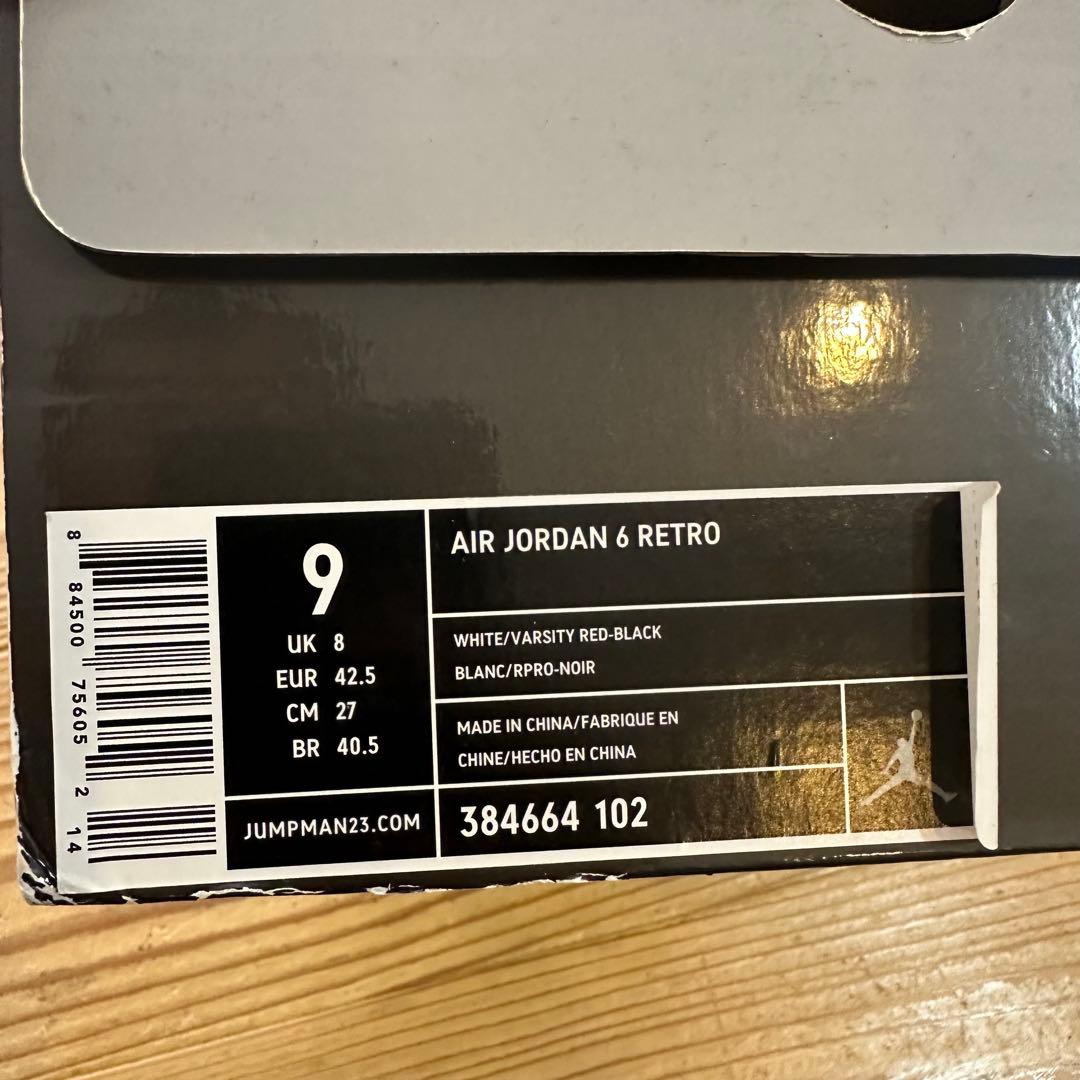 8 84500 75605 2 14
9
UK 8
EUR 42.5
CM 27
BR 40.5
JUMPMAN23.COM
AIR JORDAN 6 RETRO
WHITE/VARSITY RED-BLACK
BLANC/RPRO-NOIR
MADE IN CHINA/FABRIQUE EN
CHINE/HECHO EN CHINA
384664 102